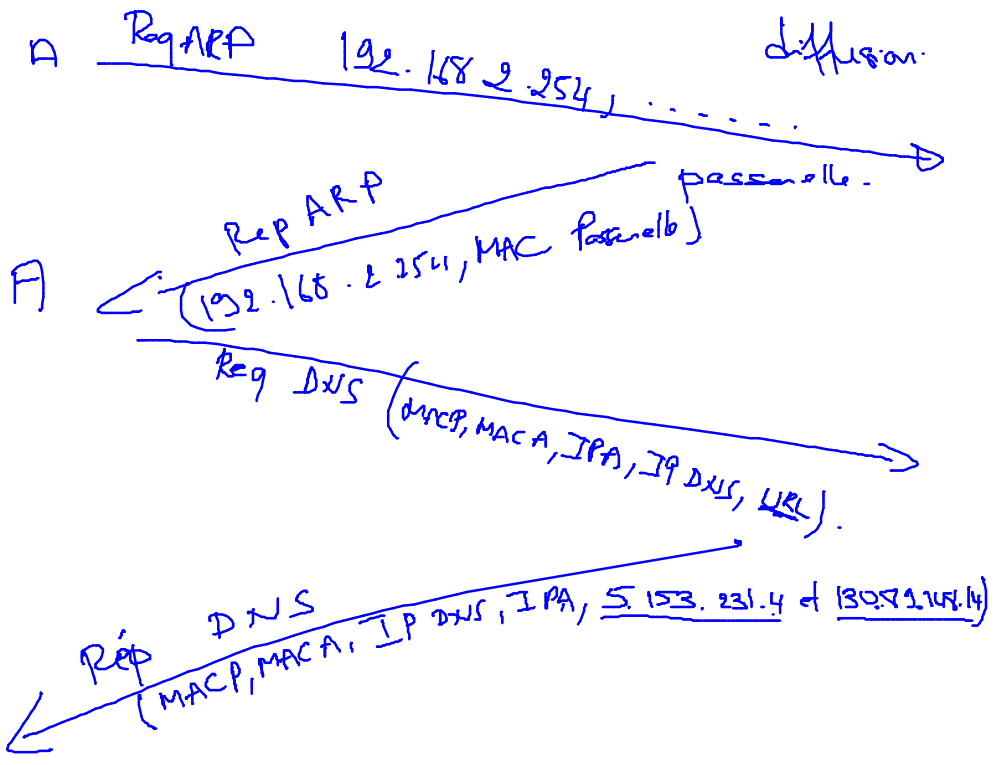 A Req ARP 192.168.2.254, . . . . . . . diffusion.
passerelle.
Rep ARP
A (192.168.2 254, MAC Passerelle)
Req DNS (MACP, MAC A, IPA, IP DNS, URL).
Rép DNS
(MACP, MAC A, IP DNS, IPA, 5.153.231.4 et 130.89.148.14)